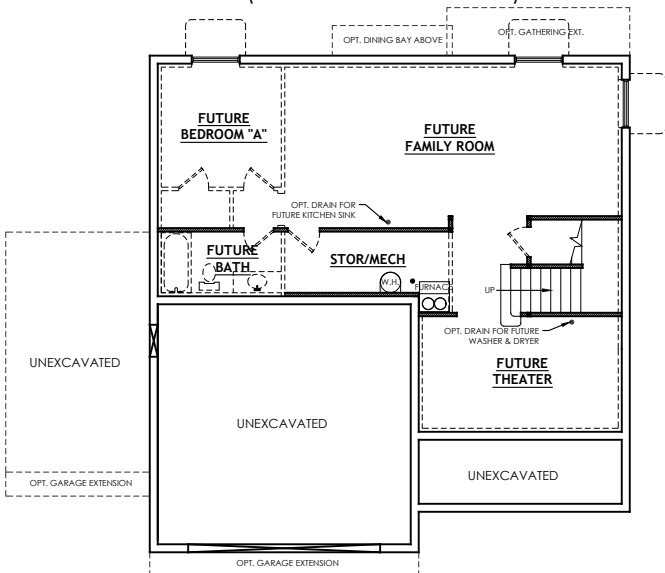 OPT. DINING BAY ABOVE
OPT. GATHERING EXT.
FUTURE
BEDROOM "A"
FUTURE
FAMILY ROOM
OPT. DRAIN FOR
FUTURE KITCHEN SINK
FUTURE
BATH
STOR/MECH
W.H.
FURNACE
UP
OPT. DRAIN FOR FUTURE
WASHER & DRYER
FUTURE
THEATER
UNEXCAVATED
UNEXCAVATED
UNEXCAVATED
OPT. GARAGE EXTENSION
OPT. GARAGE EXTENSION